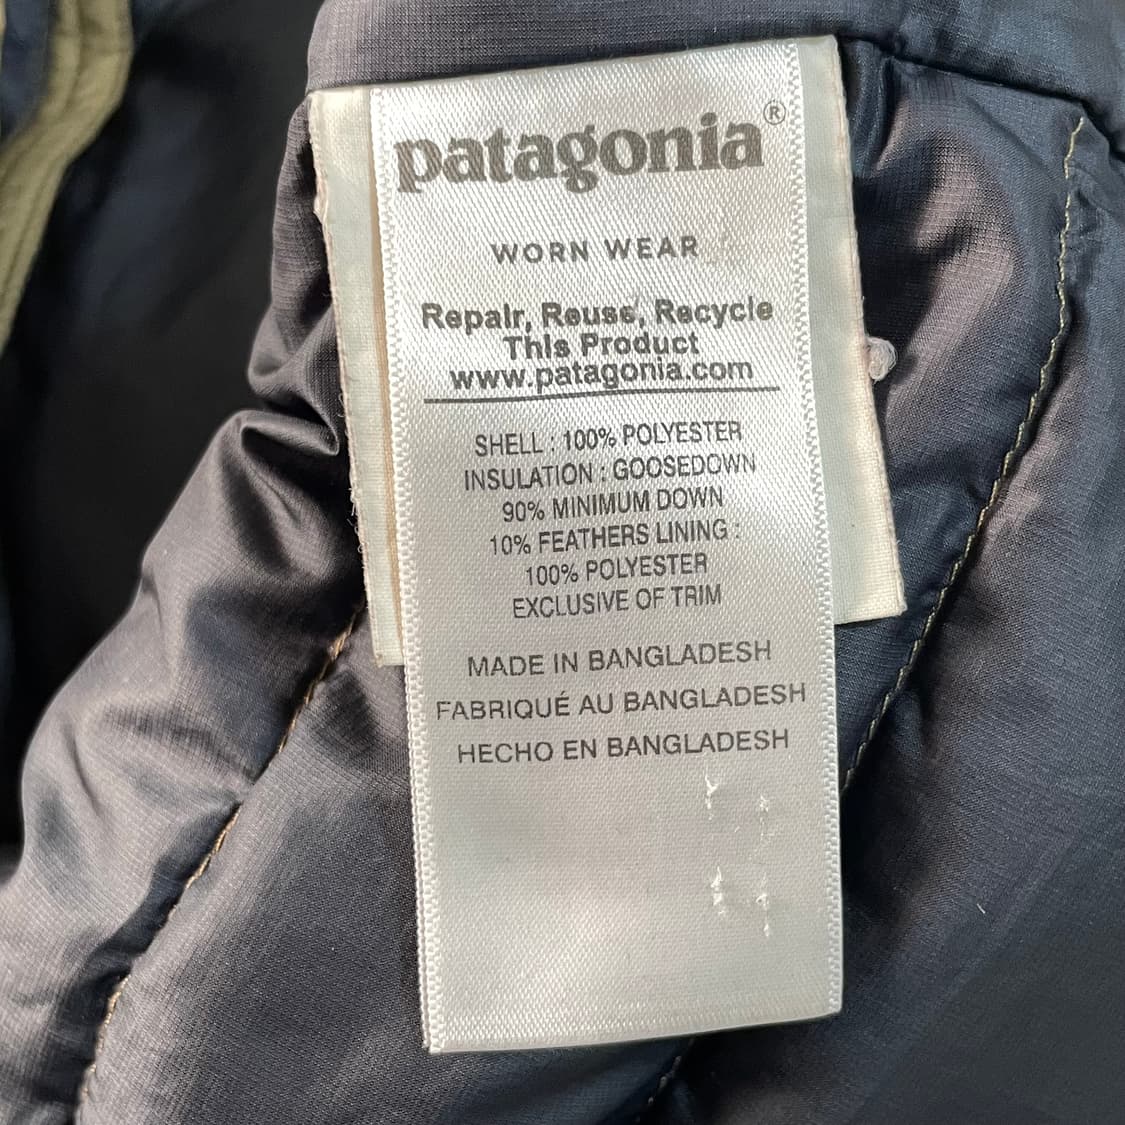 patagonia®
WORN WEAR
Repair, Reuse, Recycle
This Product
www.patagonia.com
SHELL : 100% POLYESTER
INSULATION : GOOSEDOWN
90% MINIMUM DOWN
10% FEATHERS LINING :
100% POLYESTER
EXCLUSIVE OF TRIM
MADE IN BANGLADESH
FABRIQUÉ AU BANGLADESH
HECHO EN BANGLADESH